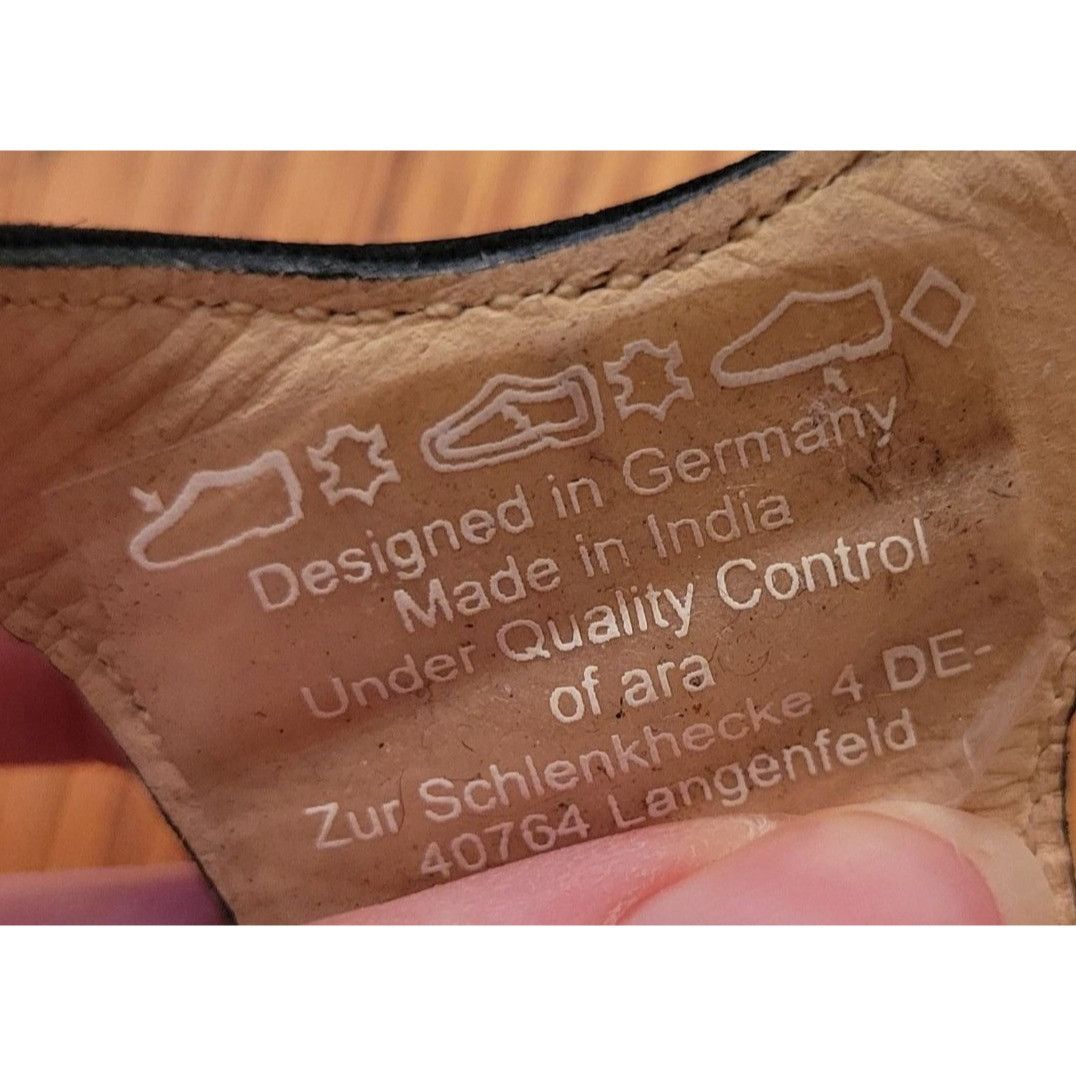 Designed in Germany
Made in India
Under Quality Control
of ara
Zur Schlenkhecke 4 DE-
40764 Langenfeld